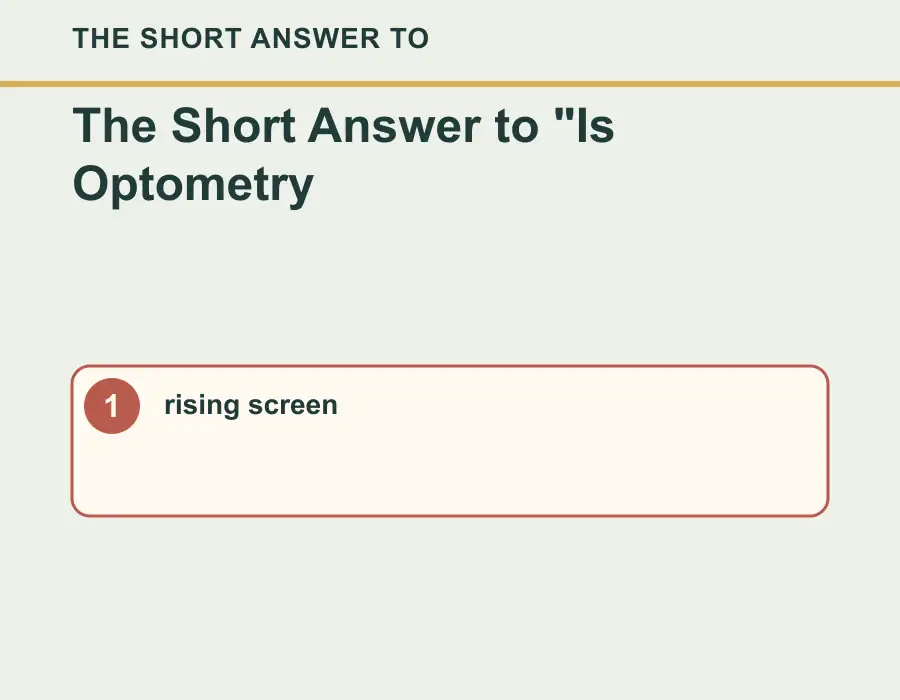 THE SHORT ANSWER TO
The Short Answer to "Is
Optometry
1 rising screen